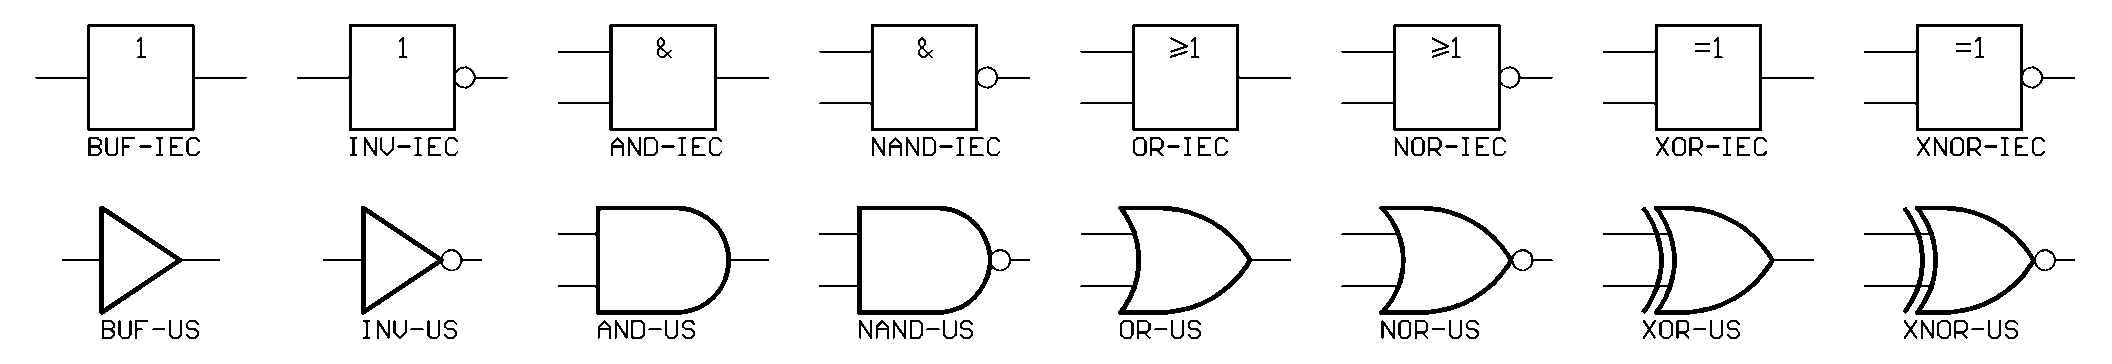 1 1 & & ≥1 ≥1 =1 =1
BUF-IEC INV-IEC AND-IEC NAND-IEC OR-IEC NOR-IEC XOR-IEC XNOR-IEC
BUF-US INV-US AND-US NAND-US OR-US NOR-US XOR-US XNOR-US